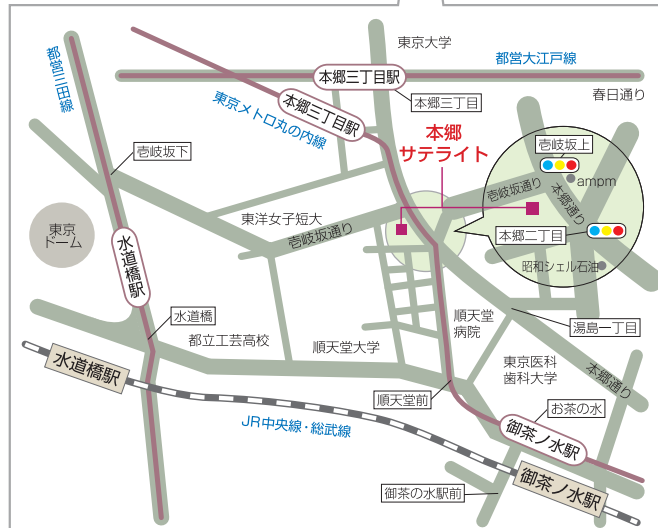 東京大学
都営大江戸線
都営三田線
本郷三丁目駅
春日通り
本郷三丁目
本郷三丁目駅
東京メトロ丸の内線
本郷
サテライト
壱岐坂上
壱岐坂下
ampm
壱岐坂通り
本郷通り
東洋女子短大
壱岐坂通り
東京
ドーム
本郷二丁目
水道橋駅
昭和シェル石油
水道橋
順天堂
病院
湯島一丁目
都立工芸高校
順天堂大学
東京医科
歯科大学
本郷通り
水道橋駅
順天堂前
お茶の水
JR中央線・総武線
御茶ノ水駅
御茶の水駅前
御茶ノ水駅